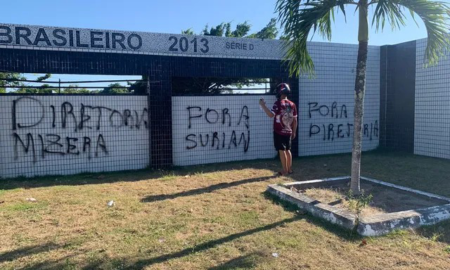 BRASILEIRO 2013 SÉRIE D
DiRETORiA
MIZERA
FORA
SURIAN
FORA
DiRETORiA